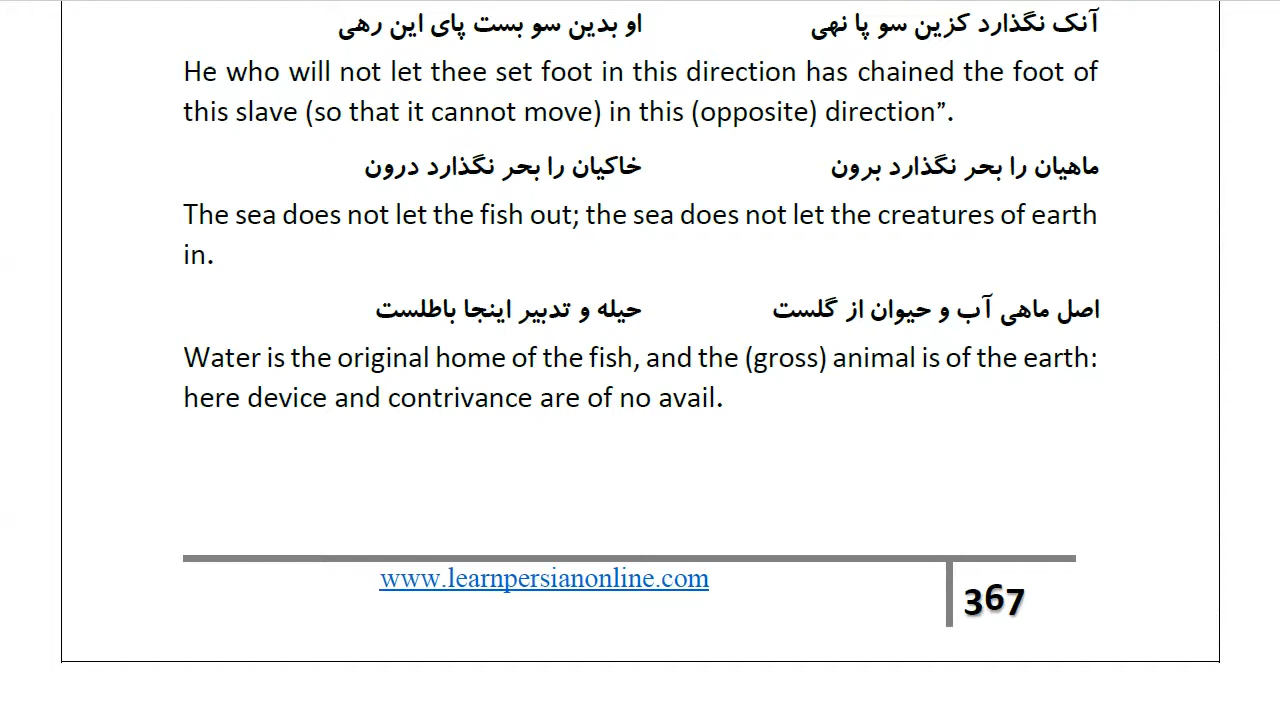 آنک نگذارد کزین سو پا نهی او بدین سو بست پای این رهی
He who will not let thee set foot in this direction has chained the foot of
this slave (so that it cannot move) in this (opposite) direction”.
ماهیان را بحر نگذارد برون خاکیان را بحر نگذارد درون
The sea does not let the fish out; the sea does not let the creatures of earth
in.
اصل ماهی آب و حیوان از گلست حیله و تدبیر اینجا باطلست
Water is the original home of the fish, and the (gross) animal is of the earth:
here device and contrivance are of no avail.
www.learnpersianonline.com
367